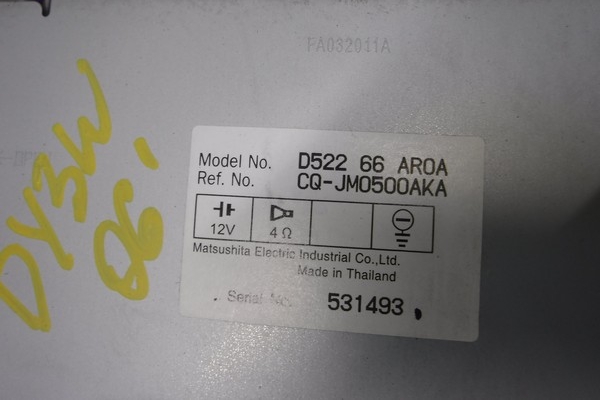 PA032011A
DY3W
06'
Model No. D522 66 AR0A
Ref. No. CQ-JM0500AKA
12V 4 Ω
Matsushita Electric Industrial Co.,Ltd.
Made in Thailand
Serial No. 531493